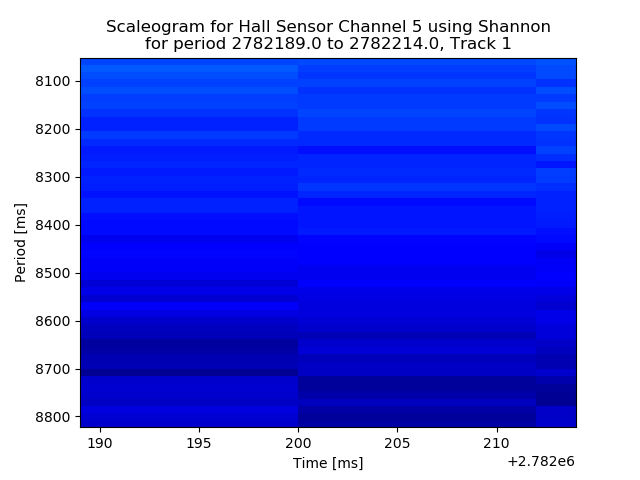 Scaleogram for Hall Sensor Channel 5 using Shannon
for period 2782189.0 to 2782214.0, Track 1
8100
8200
8300
8400
8500
8600
8700
8800
Period [ms]
190
195
200
205
210
Time [ms]
+2.782e6